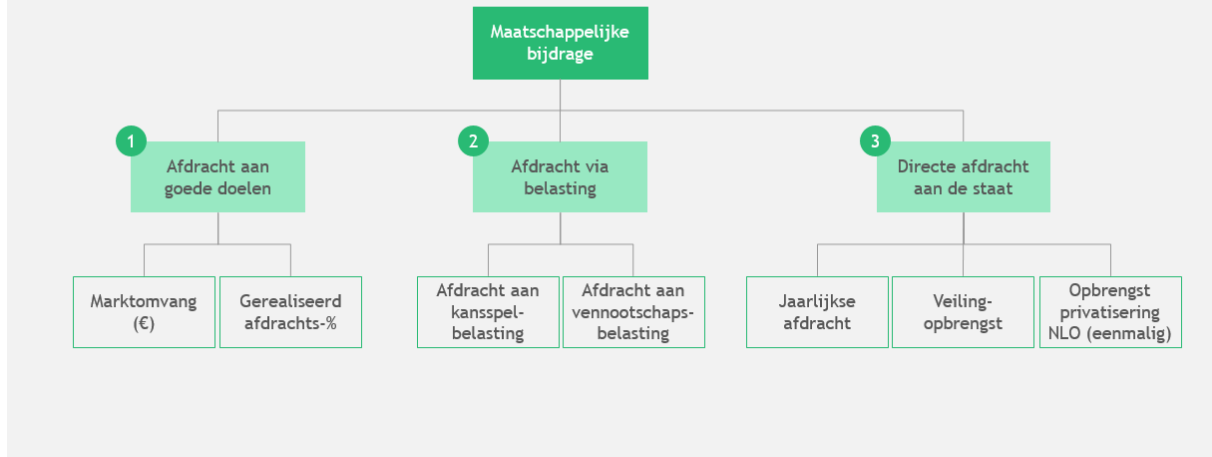 Maatschappelijke
bijdrage
1
Afdracht aan
goede doelen
2
Afdracht via
belasting
3
Directe afdracht
aan de staat
Marktomvang
(€)
Gerealiseerd
afdrachts-%
Afdracht aan
kansspel-
belasting
Afdracht aan
vennootschaps-
belasting
Jaarlijkse
afdracht
Veiling-
opbrengst
Opbrengst
privatisering
NLO (eenmalig)